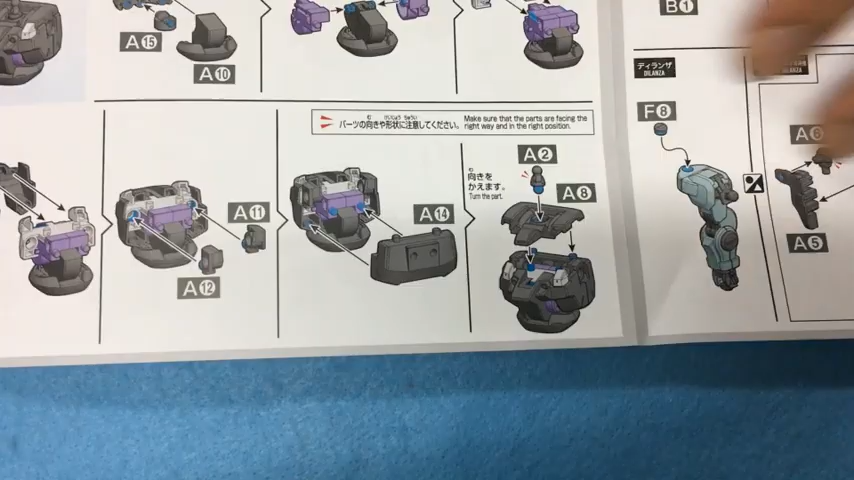 A15
A10
B1
パーツの向きや形状に注意してください。
Make sure that the parts are facing the
right way and in the right position.
ディランザ
DILANZA
F8
A6
A2
向きを
かえます。
Turn the part.
A8
A11
A14
A12
A5